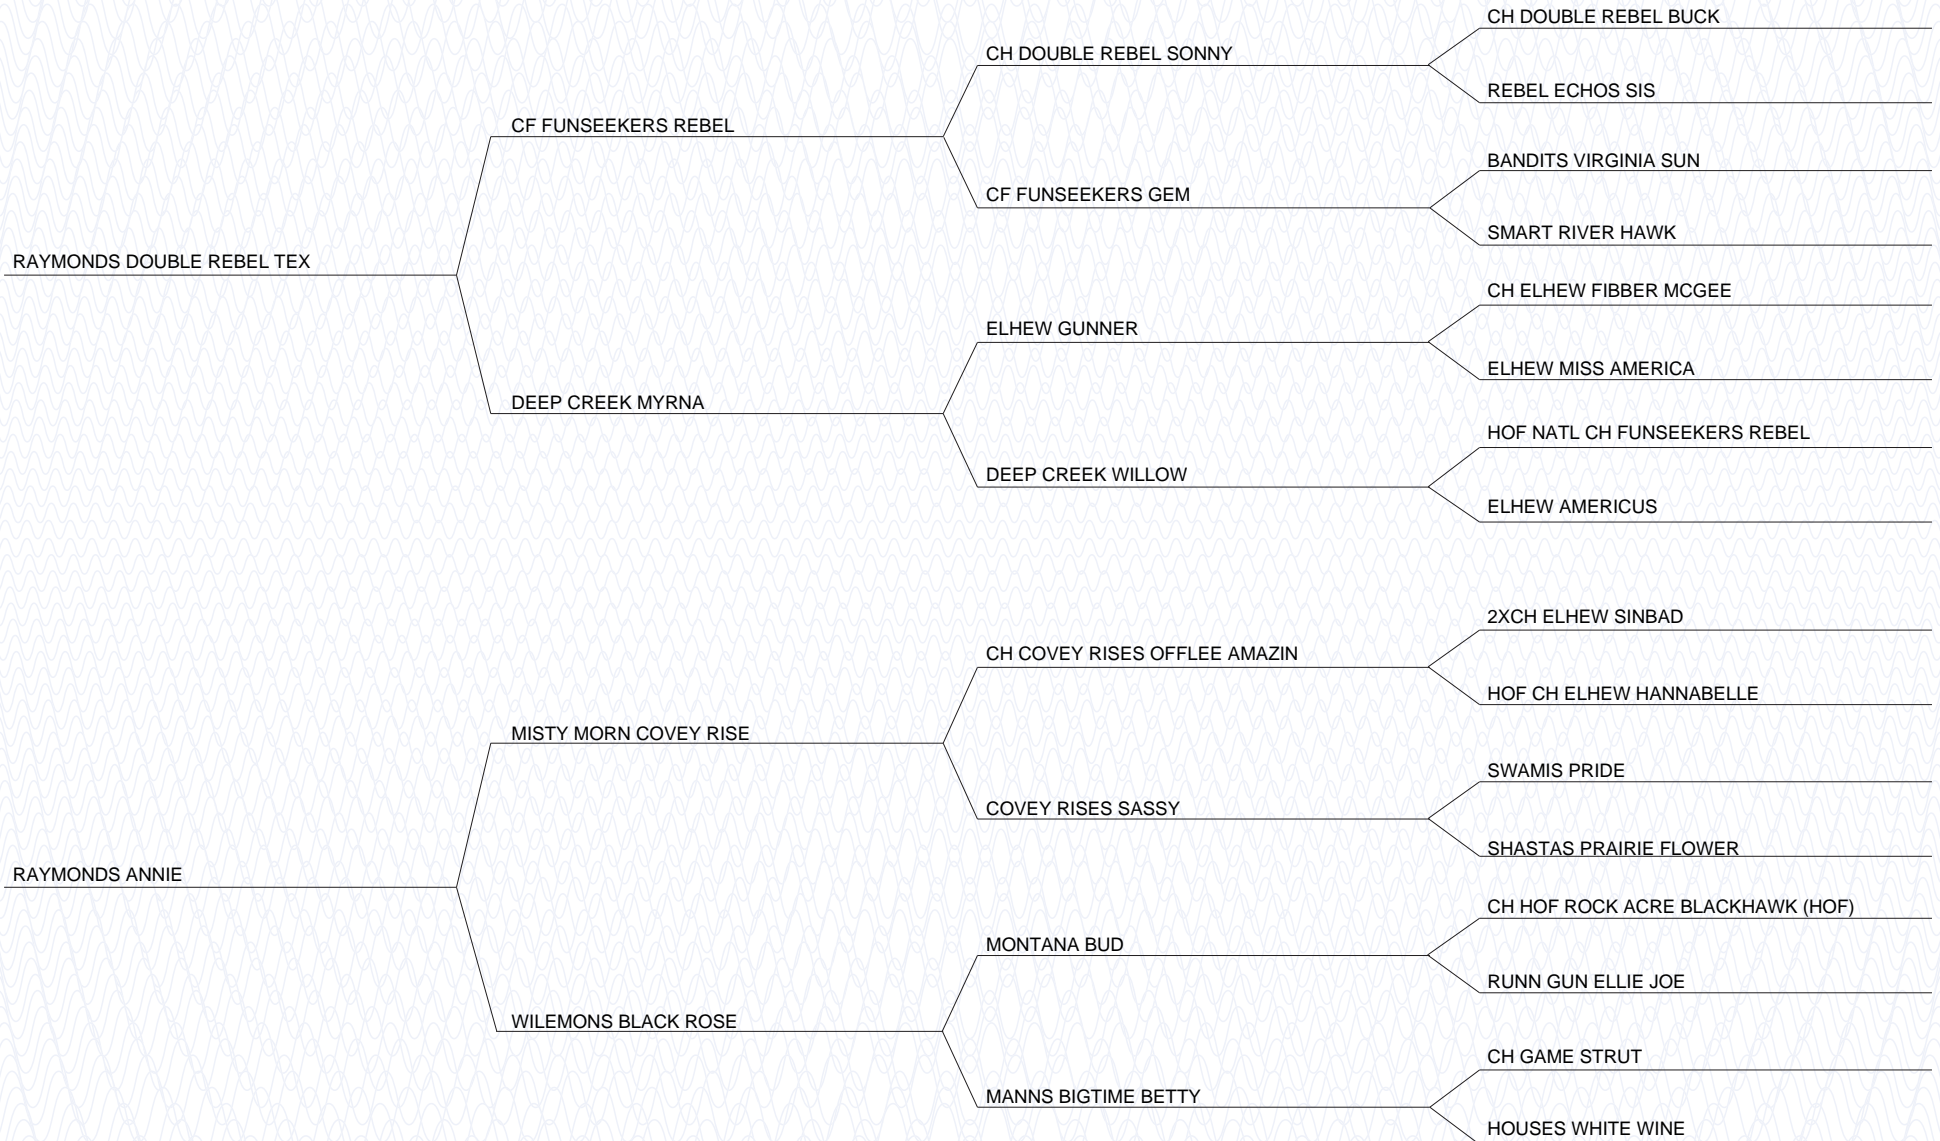 CH DOUBLE REBEL BUCK
CH DOUBLE REBEL SONNY
REBEL ECHOS SIS
CF FUNSEEKERS REBEL
BANDITS VIRGINIA SUN
CF FUNSEEKERS GEM
SMART RIVER HAWK
RAYMONDS DOUBLE REBEL TEX
CH ELHEW FIBBER MCGEE
ELHEW GUNNER
ELHEW MISS AMERICA
DEEP CREEK MYRNA
HOF NATL CH FUNSEEKERS REBEL
DEEP CREEK WILLOW
ELHEW AMERICUS
2XCH ELHEW SINBAD
CH COVEY RISES OFFLEE AMAZIN
HOF CH ELHEW HANNABELLE
MISTY MORN COVEY RISE
SWAMIS PRIDE
COVEY RISES SASSY
SHASTAS PRAIRIE FLOWER
RAYMONDS ANNIE
CH HOF ROCK ACRE BLACKHAWK (HOF)
MONTANA BUD
RUNN GUN ELLIE JOE
WILEMONS BLACK ROSE
CH GAME STRUT
MANNS BIGTIME BETTY
HOUSES WHITE WINE